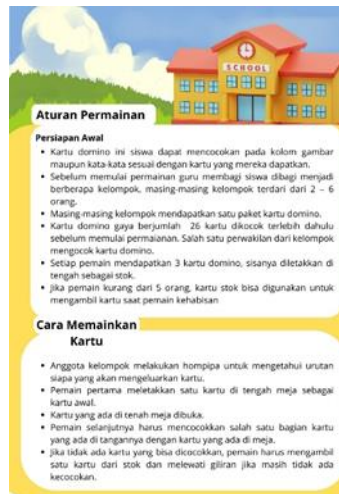 SCHOOL
Aturan Permainan
Persiapan Awal
• Kartu domino ini siswa dapat mencocokan pada kolom gambar
maupun kata-kata sesuai dengan kartu yang mereka dapatkan.
• Sebelum memulai permainan guru membagi siswa dibagi menjadi
berberapa kelompok, masing-masing kelompok terdari dari 2 – 6
orang.
• Masing-masing kelompok mendapatkan satu paket kartu domino.
• Kartu domino gaya berjumlah 26 kartu dikocok terlebih dahulu
sebelum memulai permaianan. Salah satu perwakilan dari kelompok
mengocok kartu domino.
• Setiap pemain mendapatkan 3 kartu domino, sisanya diletakkan di
tengah sebagai stok.
• Jika pemain kurang dari 5 orang, kartu stok bisa digunakan untuk
mengambil kartu saat pemain kehabisan
Cara Memainkan
Kartu
• Anggota kelompok melakukan hompipa untuk mengetahui urutan
siapa yang akan mengeluarkan kartu.
• Pemain pertama meletakkan satu kartu di tengah meja sebagai
kartu awal.
• Kartu yang ada di tenah meja dibuka.
• Pemain selanjutnya harus mencocokkan salah satu bagian kartu
yang ada di tangannya dengan kartu yang ada di meja.
• Jika tidak ada kartu yang bisa dicocokkan, pemain harus mengambil
satu kartu dari stok dan melewati giliran jika masih tidak ada
kecocokan.